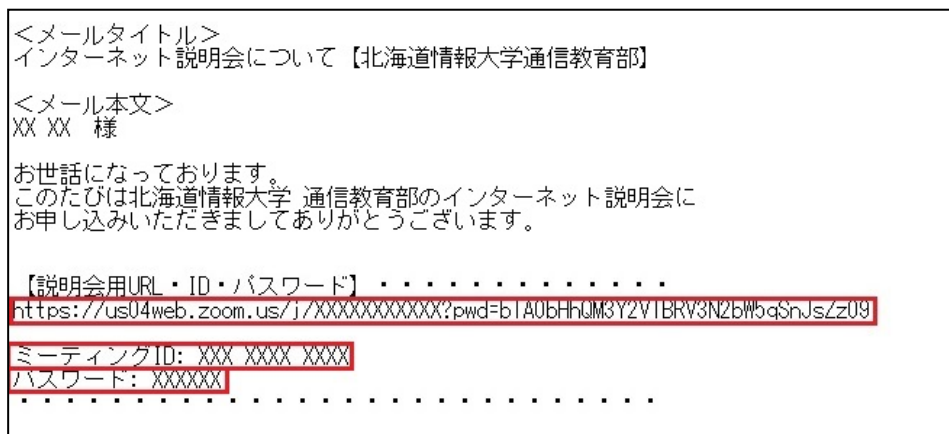 <メールタイトル>
インターネット説明会について【北海道情報大学通信教育部】
<メール本文>
XX XX 様
お世話になっております。
このたびは北海道情報大学 通信教育部のインターネット説明会に
お申し込みいただきましてありがとうございます。
【説明会用URL・ID・パスワード】・・・・・・・・・・・・・
https://us04web.zoom.us/j/XXXXXXXXXXX?pwd=b1A0bHhQM3Y2V1BRV3N2bW5qSnJsZz09
ミーティングID: XXX XXXX XXXX
パスワード: XXXXXX
・・・・・・・・・・・・・・・・・・・・・・・・・・・・